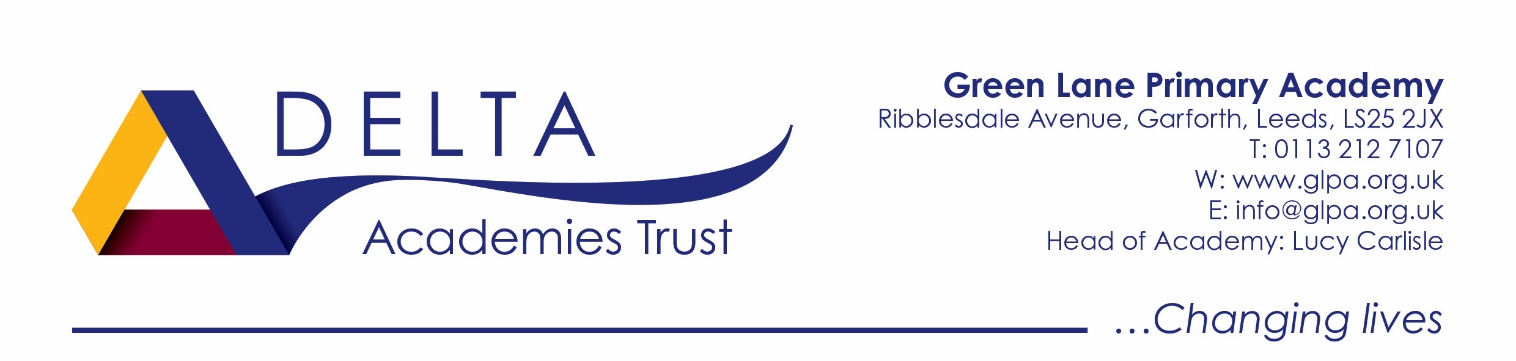 DELTA
Academies Trust
Green Lane Primary Academy
Ribblesdale Avenue, Garforth, Leeds, LS25 2JX
T: 0113 212 7107
W: www.glpa.org.uk
E: info@glpa.org.uk
Head of Academy: Lucy Carlisle
...Changing lives